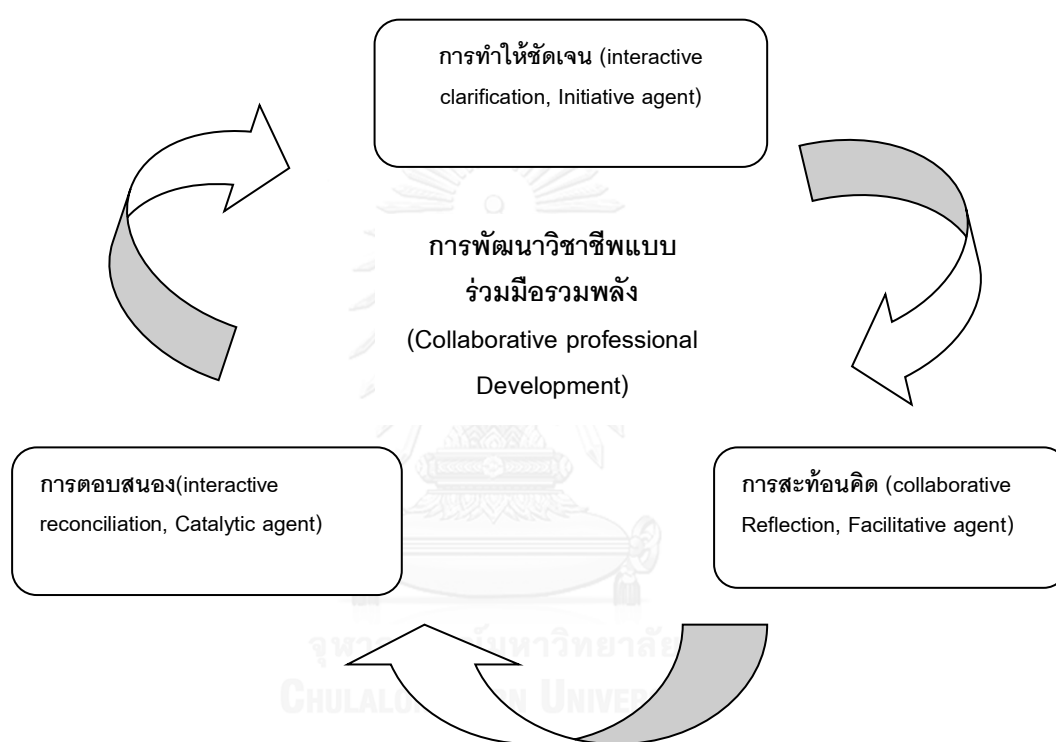 การทำให้ชัดเจน (interactive
clarification, Initiative agent)
การพัฒนาวิชาชีพแบบ
ร่วมมือรวมพลัง
(Collaborative professional
Development)
การตอบสนอง(interactive
reconciliation, Catalytic agent)
การสะท้อนคิด (collaborative
Reflection, Facilitative agent)